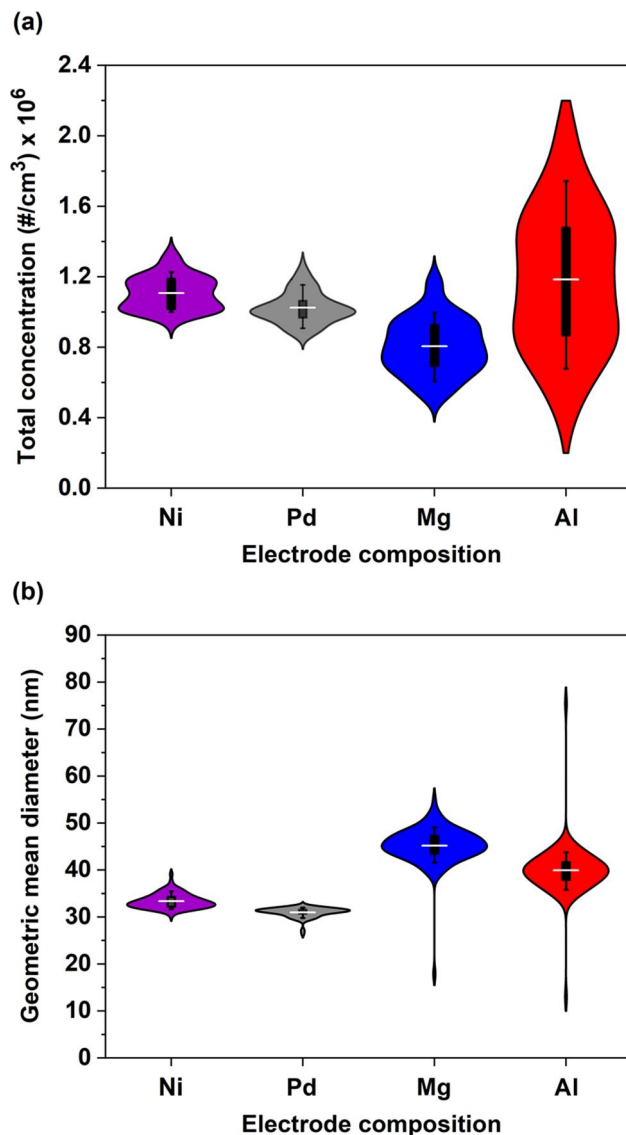 (a)
Total concentration (#/cm³) x 10⁶
2.4
2.0
1.6
1.2
0.8
0.4
0.0
Ni Pd Mg Al
Electrode composition
(b)
Geometric mean diameter (nm)
90
80
70
60
50
40
30
20
10
0
Ni Pd Mg Al
Electrode composition